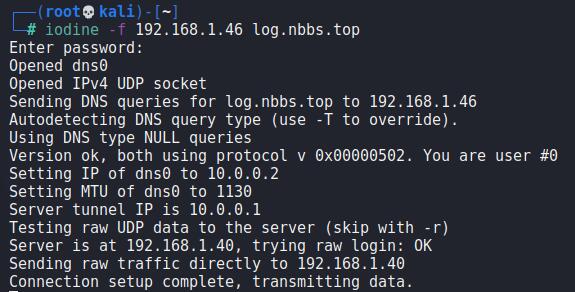 ┌──(root💀kali)-[~]
└─# iodine -f 192.168.1.46 log.nbbs.top
Enter password:
Opened dns0
Opened IPv4 UDP socket
Sending DNS queries for log.nbbs.top to 192.168.1.46
Autodetecting DNS query type (use -T to override).
Using DNS type NULL queries
Version ok, both using protocol v 0x00000502. You are user #0
Setting IP of dns0 to 10.0.0.2
Setting MTU of dns0 to 1130
Server tunnel IP is 10.0.0.1
Testing raw UDP data to the server (skip with -r)
Server is at 192.168.1.40, trying raw login: OK
Sending raw traffic directly to 192.168.1.40
Connection setup complete, transmitting data.